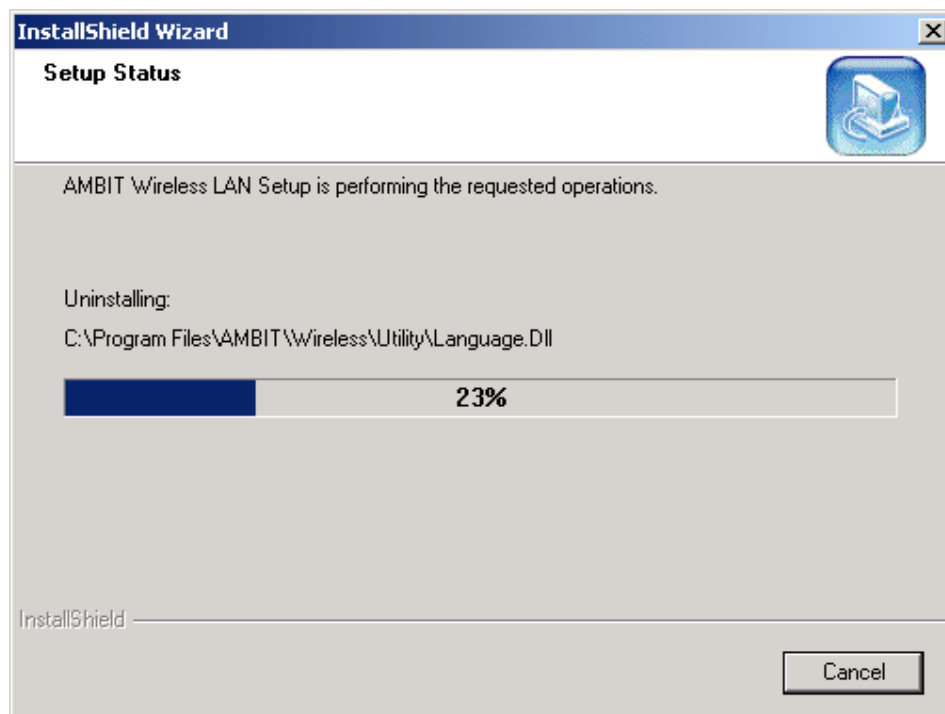 InstallShield Wizard
Setup Status
AMBIT Wireless LAN Setup is performing the requested operations.
Uninstalling:
C:\Program Files\AMBIT\Wireless\Utility\Language.Dll
23%
InstallShield
Cancel